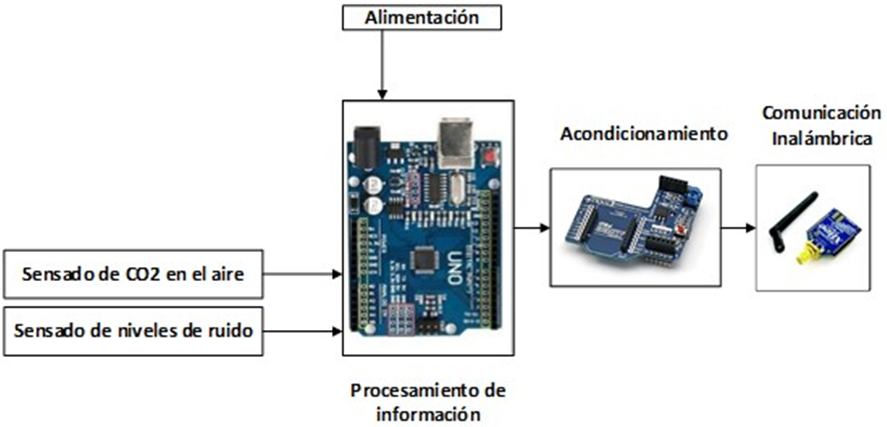 Alimentación
Comunicación
Inalámbrica
Acondicionamiento
UNO
Sensado de CO2 en el aire
Sensado de niveles de ruido
Procesamiento de
información